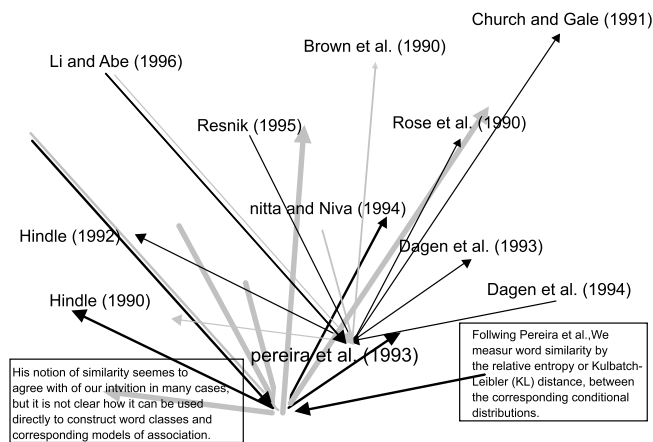 Church and Gale (1991)
Brown et al. (1990)
Li and Abe (1996)
Resnik (1995)
Rose et al. (1990)
nitta and Niva (1994)
Hindle (1992)
Dagen et al. (1993)
Dagen et al. (1994)
Hindle (1990)
pereira et al. (1993)
Follwing Pereira et al.,We
measur word similarity by
the relative entropy or Kulbatch-
Leibler (KL) distance, between
the corresponding conditional
distributions.
His notion of similarity seemes to
agree with of our intvition in many cases,
but it is not clear how it can be used
directly to construct word classes and
corresponding models of association.